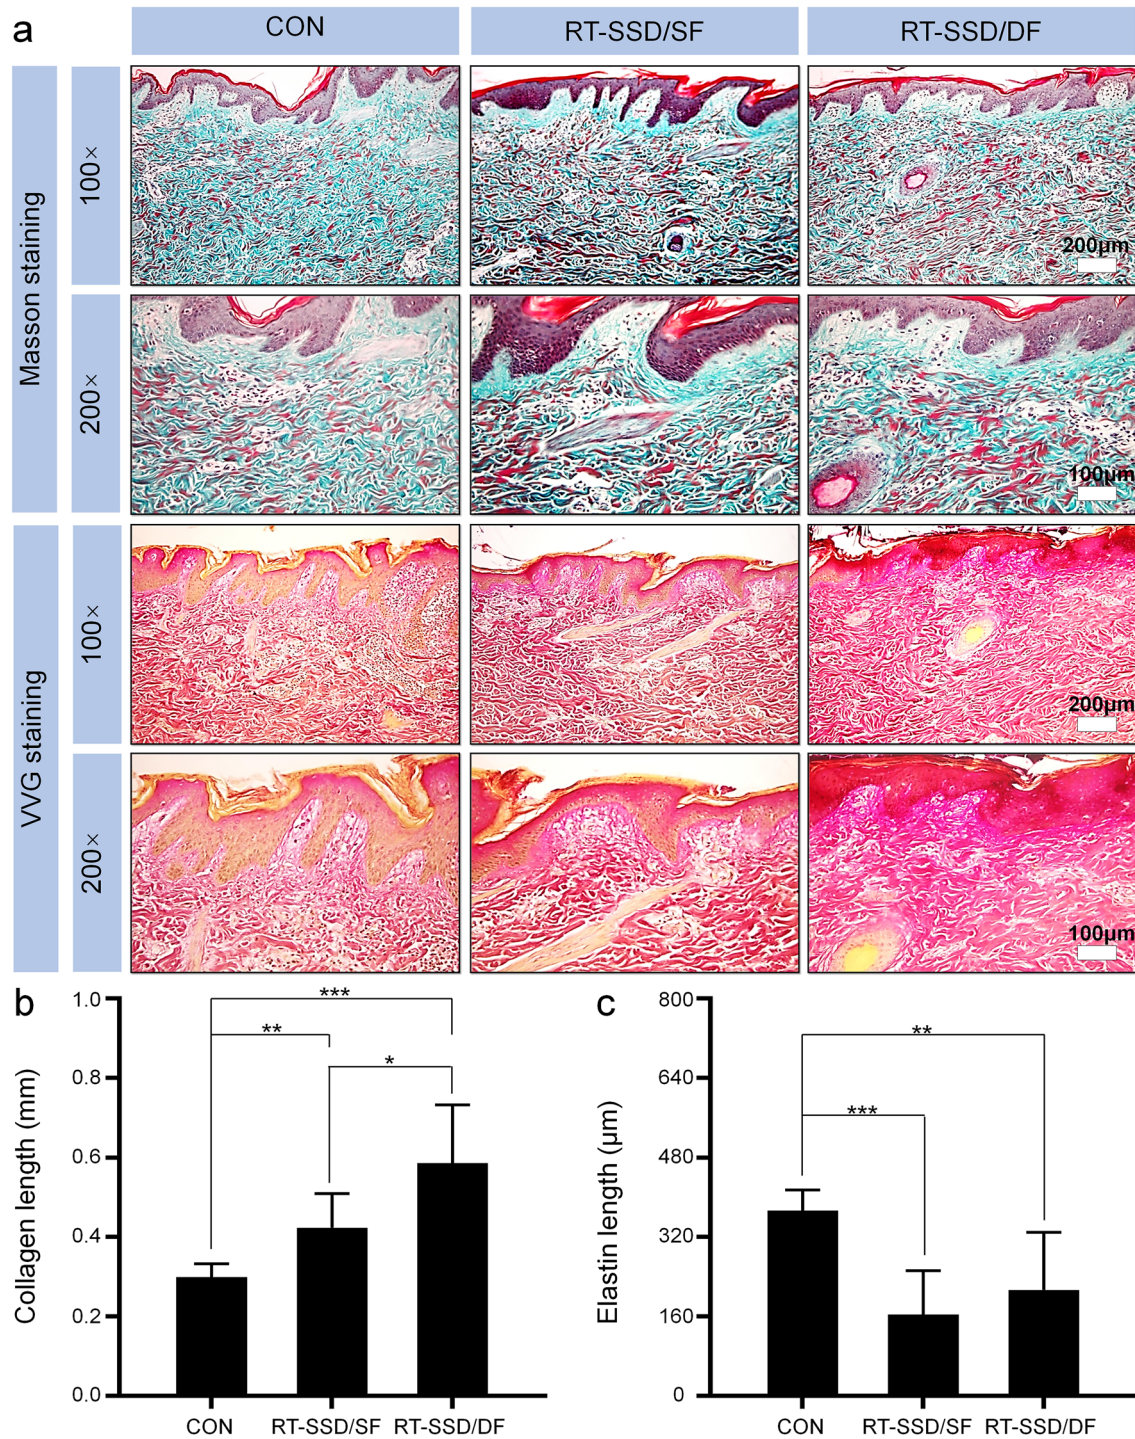 a
CON
RT-SSD/SF
RT-SSD/DF
Masson staining
100×
200μm
200×
100μm
VVG staining
100×
200μm
200×
100μm
b
Collagen length (mm)
1.0
0.8
0.6
0.4
0.2
0.0
***
**
*
CON
RT-SSD/SF
RT-SSD/DF
c
Elastin length (μm)
800
640
480
320
160
0
**
***
CON
RT-SSD/SF
RT-SSD/DF